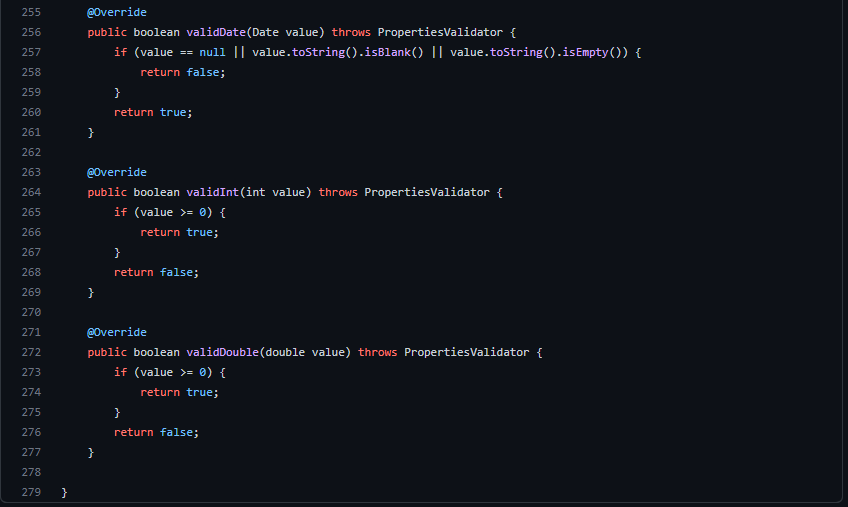 255 @Override
256 public boolean validDate(Date value) throws PropertiesValidator {
257 if (value == null || value.toString().isBlank() || value.toString().isEmpty()) {
258 return false;
259 }
260 return true;
261 }
262
263 @Override
264 public boolean validInt(int value) throws PropertiesValidator {
265 if (value >= 0) {
266 return true;
267 }
268 return false;
269 }
270
271 @Override
272 public boolean validDouble(double value) throws PropertiesValidator {
273 if (value >= 0) {
274 return true;
275 }
276 return false;
277 }
278
279 }